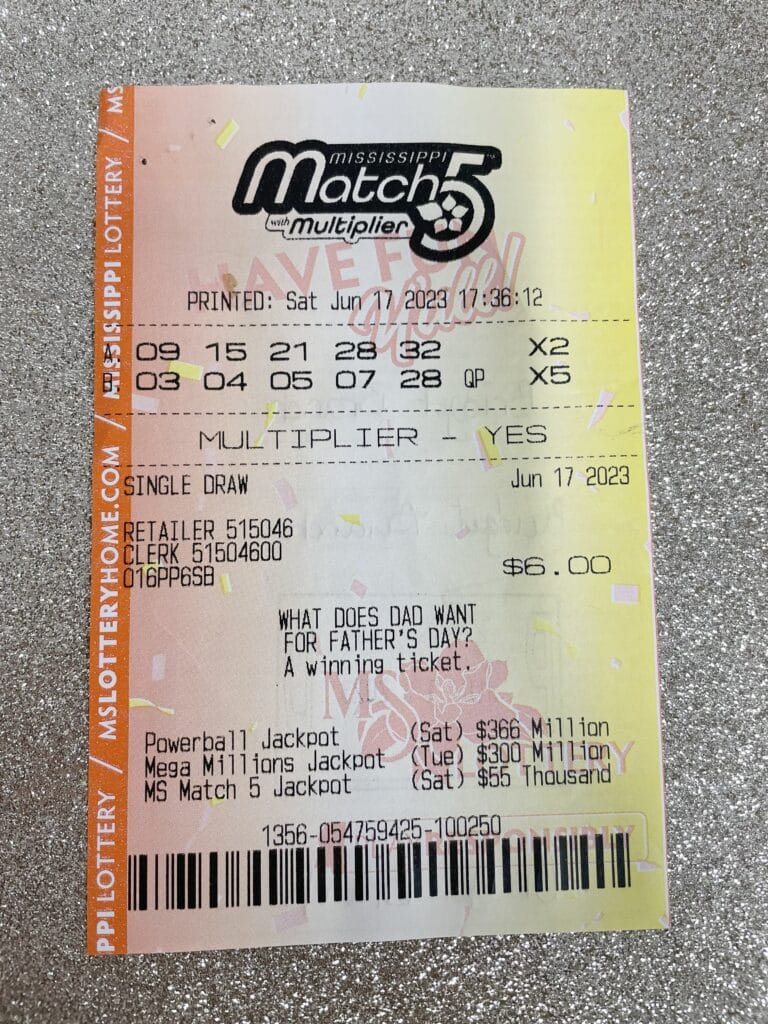 MISSISSIPPI
Match 5
with Multiplier
HAVE FUN
PRINTED: Sat Jun 17 2023 17:36:12
A. 09 15 21 28 32 X2
B. 03 04 05 07 28 QP X5
MULTIPLIER - YES
SINGLE DRAW Jun 17 2023
RETAILER 515046
CLERK 51504600
016PP6SB $6.00
WHAT DOES DAD WANT
FOR FATHER'S DAY?
A winning ticket.
MS
LOTTERY
Powerball Jackpot (Sat) $366 Million
Mega Millions Jackpot (Tue) $300 Million
MS Match 5 Jackpot (Sat) $55 Thousand
1356-054759425-100250
RESPONSIBLY
PPI LOTTERY / MSLOTTERYHOME.COM / MISSISSIPPI LOTTERY / MS